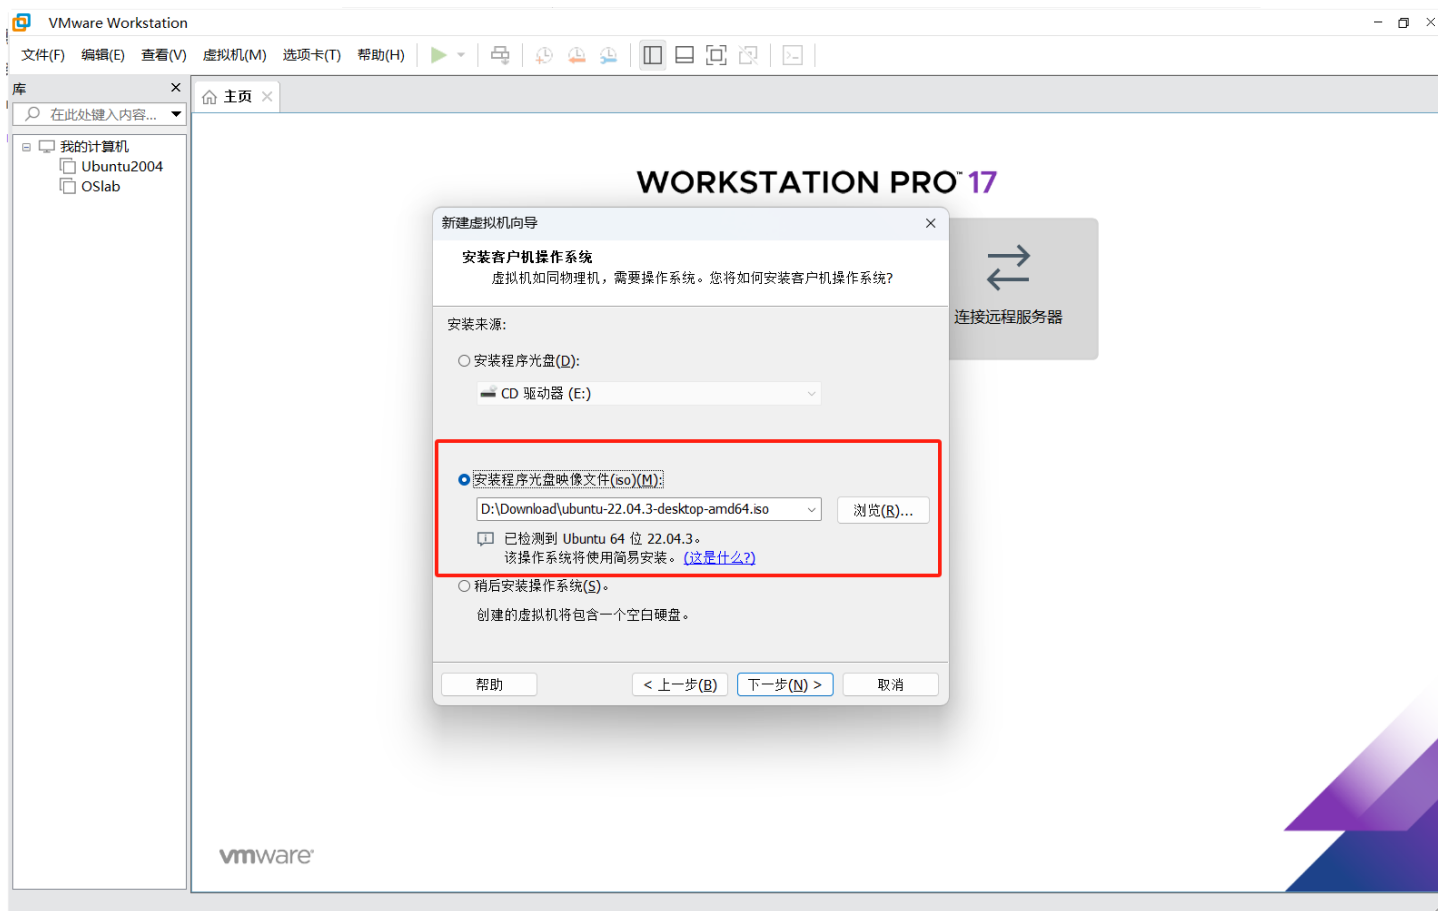 VMware Workstation
文件(F) 编辑(E) 查看(V) 虚拟机(M) 选项卡(T) 帮助(H)
库
主页
在此处键入内容...
我的计算机
Ubuntu2004
OSlab
WORKSTATION PRO™ 17
新建虚拟机向导
安装客户机操作系统
虚拟机如同物理机，需要操作系统。您将如何安装客户机操作系统?
连接远程服务器
安装来源:
安装程序光盘(D):
CD 驱动器 (E:)
安装程序光盘映像文件(iso)(M):
D:\Download\ubuntu-22.04.3-desktop-amd64.iso
浏览(R)...
已检测到 Ubuntu 64 位 22.04.3。
该操作系统将使用简易安装。 (这是什么?)
稍后安装操作系统(S)。
创建的虚拟机将包含一个空白硬盘。
帮助 < 上一步(B) 下一步(N) > 取消
vmware